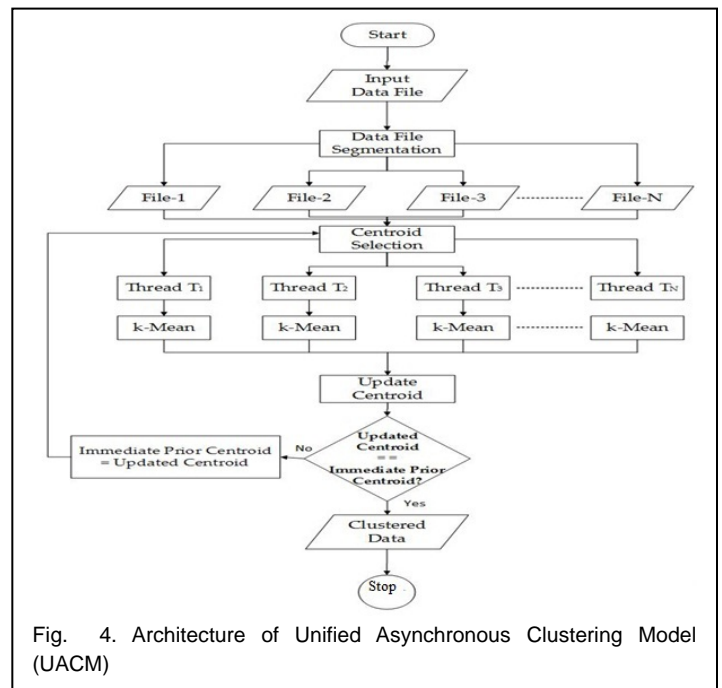 Start
Input
Data File
Data File
Segmentation
File-1
File-2
File-3
File-N
Centroid
Selection
Thread T1
Thread T2
Thread T3
Thread TN
k-Mean
k-Mean
k-Mean
k-Mean
Update
Centroid
Updated
Centroid
==
Immediate Prior
Centroid?
No
Immediate Prior Centroid
= Updated Centroid
Yes
Clustered
Data
Stop
Fig. 4. Architecture of Unified Asynchronous Clustering Model
(UACM)